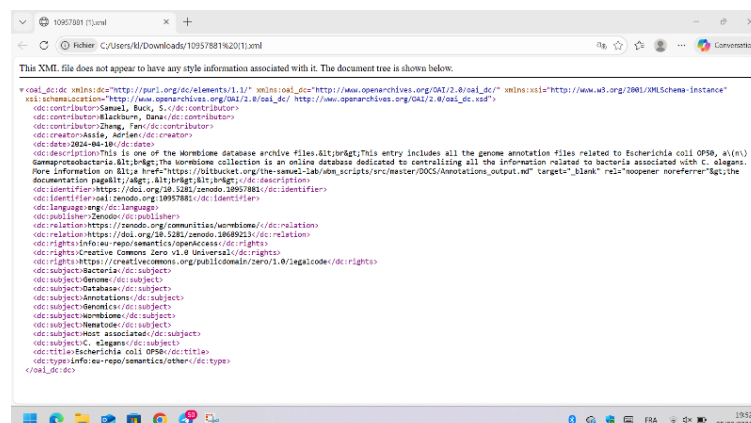 10957881 (1).xml
Fichier C:/Users/kl/Downloads/10957881%20(1).xml
Conversatio
This XML file does not appear to have any style information associated with it. The document tree is shown below.
▼<oai_dc:dc xmlns:dc="http://purl.org/dc/elements/1.1/" xmlns:oai_dc="http://www.openarchives.org/OAI/2.0/oai_dc/" xmlns:xsi="http://www.w3.org/2001/XMLSchema-instance"
xsi:schemaLocation="http://www.openarchives.org/OAI/2.0/oai_dc/ http://www.openarchives.org/OAI/2.0/oai_dc.xsd">
<dc:contributor>Samuel, Buck, S.</dc:contributor>
<dc:contributor>Blackburn, Dana</dc:contributor>
<dc:contributor>Zhang, Fan</dc:contributor>
<dc:creator>Assie, Adrien</dc:creator>
<dc:date>2024-04-10</dc:date>
<dc:description>This is one of the Wormbiome database archive files.&lt;br&gt;This entry includes all the genome annotation files related to Escherichia coli OP50, a\(n\)
Gammaproteobacteria.&lt;br&gt;The Wormbiome collection is an online database dedicated to centralizing all the information related to bacteria associated with C. elegans.
More information on &lt;a href="https://bitbucket.org/the-samuel-lab/wbm_scripts/src/master/DOCS/Annotations_output.md" target="_blank" rel="noopener noreferrer"&gt;the
documentation page&lt;/a&gt;.&lt;br&gt;&lt;br&gt;</dc:description>
<dc:identifier>https://doi.org/10.5281/zenodo.10957881</dc:identifier>
<dc:identifier>oai:zenodo.org:10957881</dc:identifier>
<dc:language>eng</dc:language>
<dc:publisher>Zenodo</dc:publisher>
<dc:relation>https://zenodo.org/communities/wormbiome/</dc:relation>
<dc:relation>https://doi.org/10.5281/zenodo.10689213</dc:relation>
<dc:rights>info:eu-repo/semantics/openAccess</dc:rights>
<dc:rights>Creative Commons Zero v1.0 Universal</dc:rights>
<dc:rights>https://creativecommons.org/publicdomain/zero/1.0/legalcode</dc:rights>
<dc:subject>Bacteria</dc:subject>
<dc:subject>Genome</dc:subject>
<dc:subject>Database</dc:subject>
<dc:subject>Annotations</dc:subject>
<dc:subject>Genomics</dc:subject>
<dc:subject>Wormbiome</dc:subject>
<dc:subject>Nematode</dc:subject>
<dc:subject>Host associated</dc:subject>
<dc:subject>C. elegans</dc:subject>
<dc:title>Escherichia coli OP50</dc:title>
<dc:type>info:eu-repo/semantics/other</dc:type>
</oai_dc:dc>
FRA